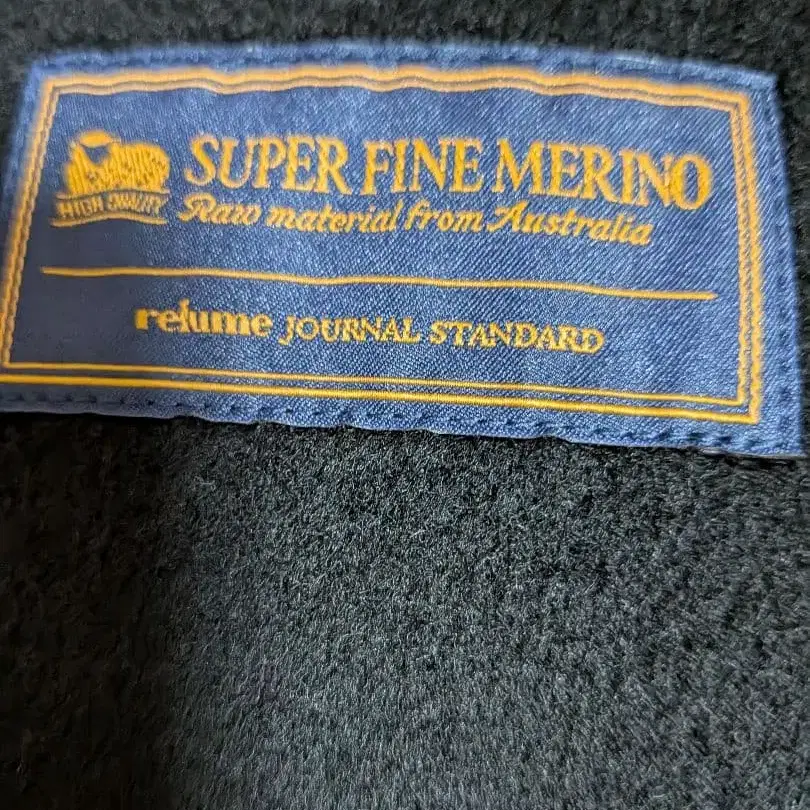 SUPER FINE MERINO
HIGH QUALITY
Raw material from Australia
relume JOURNAL STANDARD